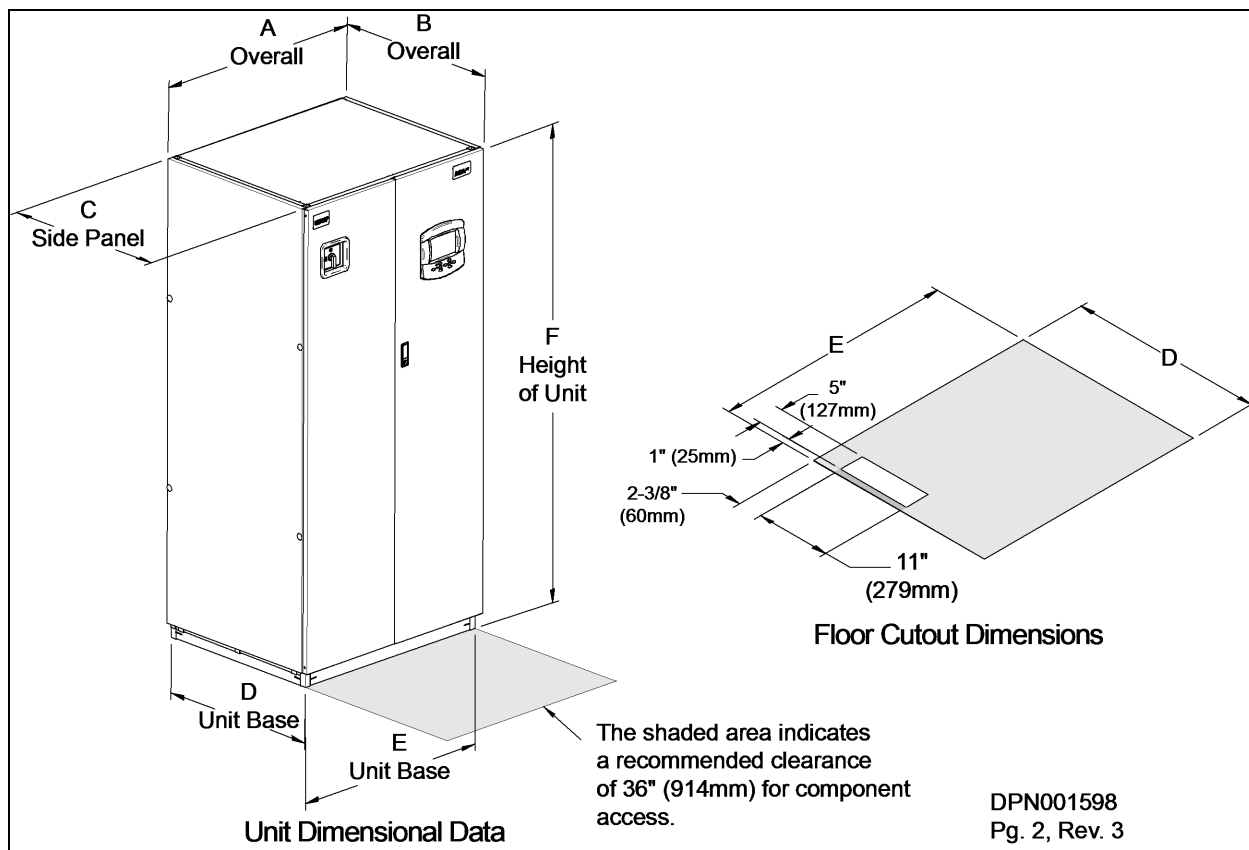 A
Overall
B
Overall
C
Side Panel
F
Height
of Unit
D
Unit Base
E
Unit Base
Unit Dimensional Data
The shaded area indicates
a recommended clearance
of 36" (914mm) for component
access.
E
D
5"
(127mm)
1" (25mm)
2-3/8"
(60mm)
11"
(279mm)
Floor Cutout Dimensions
DPN001598
Pg. 2, Rev. 3